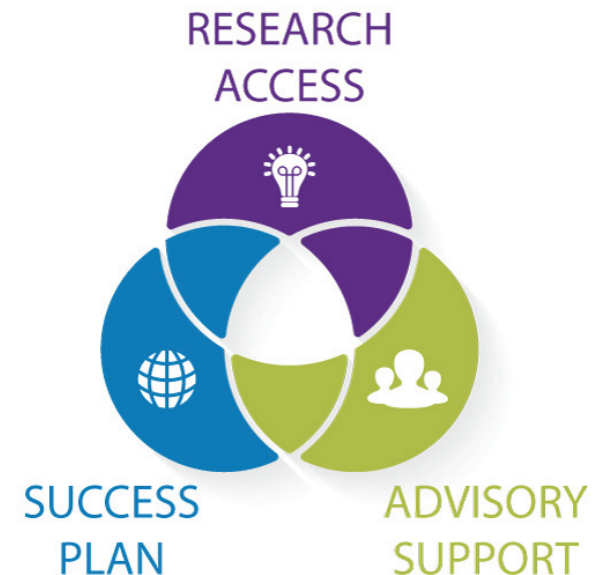 RESEARCH
ACCESS
SUCCESS
PLAN
ADVISORY
SUPPORT